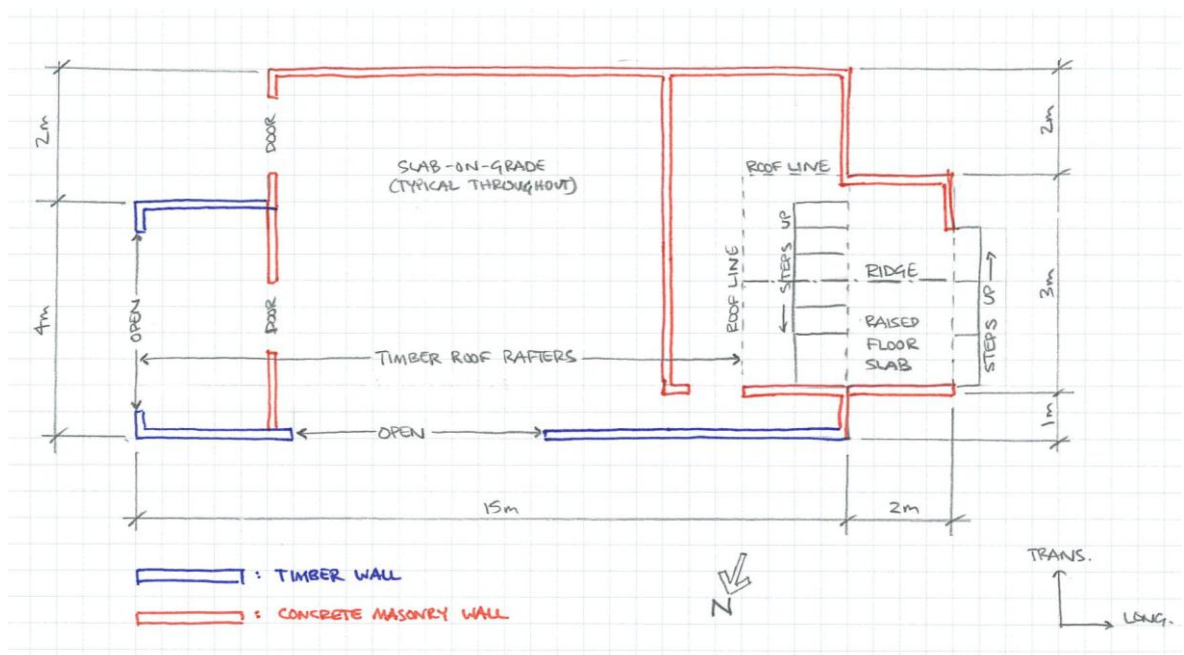 2m
DOOR
SLAB-ON-GRADE
(TYPICAL THROUGHOUT)
ROOF LINE
2m
4m
OPEN
DOOR
ROOF LINE
STEPS UP
RIDGE
RAISED
FLOOR
SLAB
STEPS UP
3m
TIMBER ROOF RAFTERS
OPEN
1m
15m
2m
: TIMBER WALL
: CONCRETE MASONRY WALL
N
TRANS.
LONG.